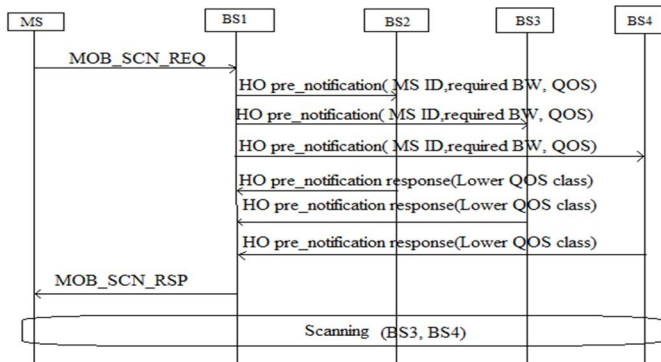 MS BS1 BS2 BS3 BS4
MOB_SCN_REQ
HO pre_notification( MS ID,required BW, QOS)
HO pre_notification( MS ID,required BW, QOS)
HO pre_notification( MS ID,required BW, QOS)
HO pre_notification response(Lower QOS class)
HO pre_notification response(Lower QOS class)
HO pre_notification response(Lower QOS class)
MOB_SCN_RSP
Scanning (BS3, BS4)